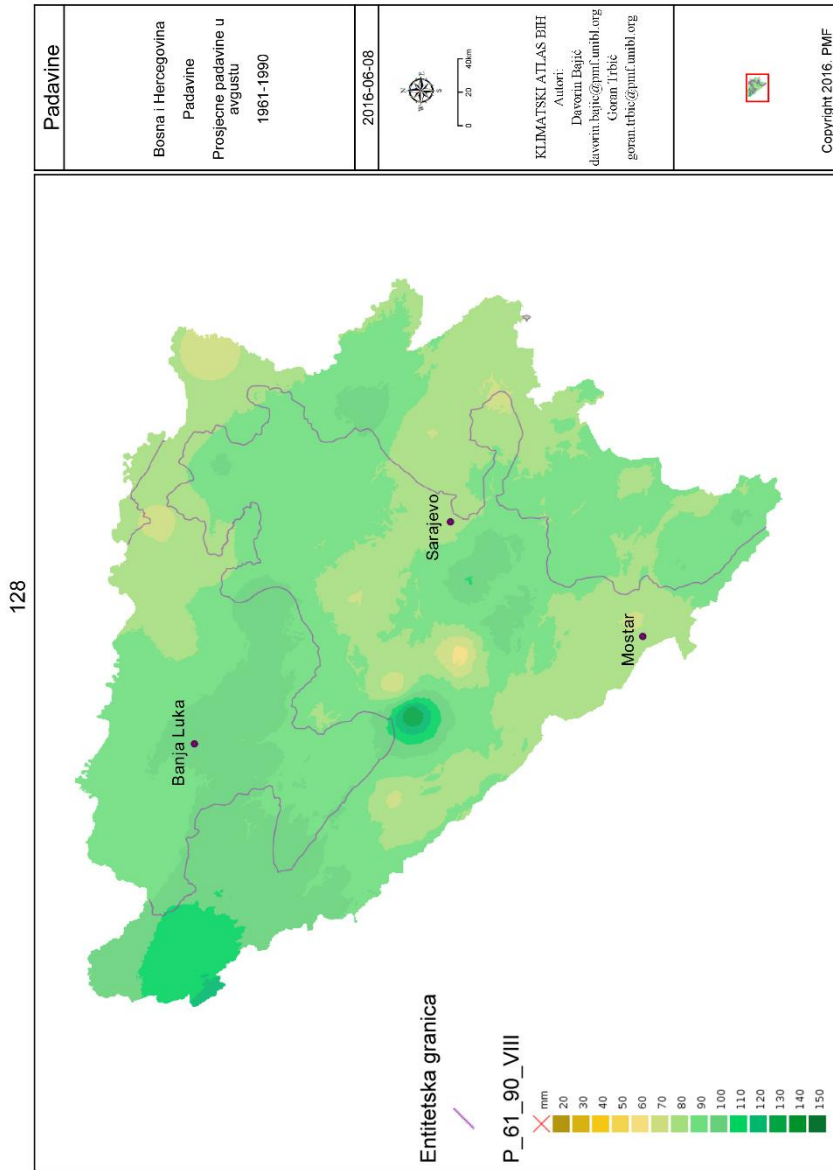 128
Padavine
Bosna i Hercegovina
Padavine
Prosjecne padavine u
avgustu
1961-1990
2016-06-08
N
W
E
S
0 20 40km
KLIMATSKI ATLAS BIH
Autori:
Davorin Bajić
davorin.bajic@pmf.unibl.org
Goran Trbić
goran.trbic@pmf.unibl.org
Copyright 2016. PMF
Banja Luka
Sarajevo
Mostar
Entitetska granica
P_61_90_VIII
mm
20
30
40
50
60
70
80
90
100
110
120
130
140
150